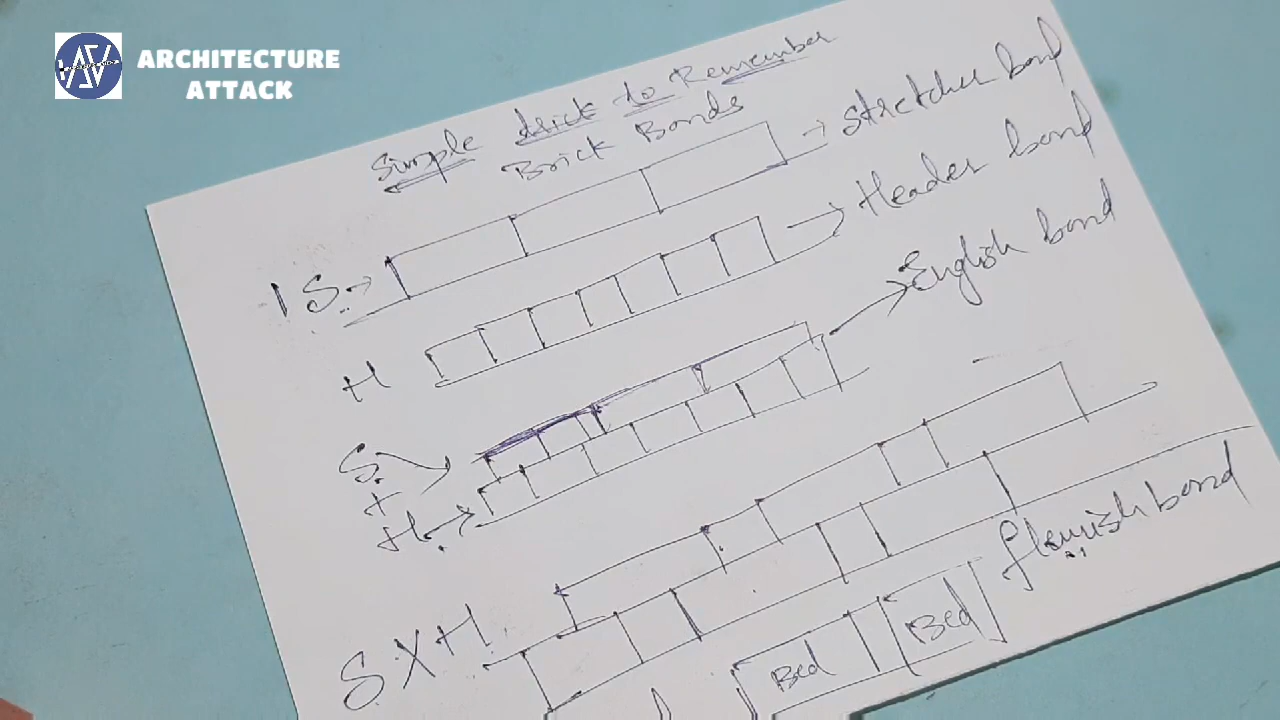 ARCHITECTURE
ATTACK
Simple trick to Remember
Brick Bonds
1 S. → → Stretcher bond
H → Header bond
S. + H. → English bond
S X H. flemish bond
Bed Bed